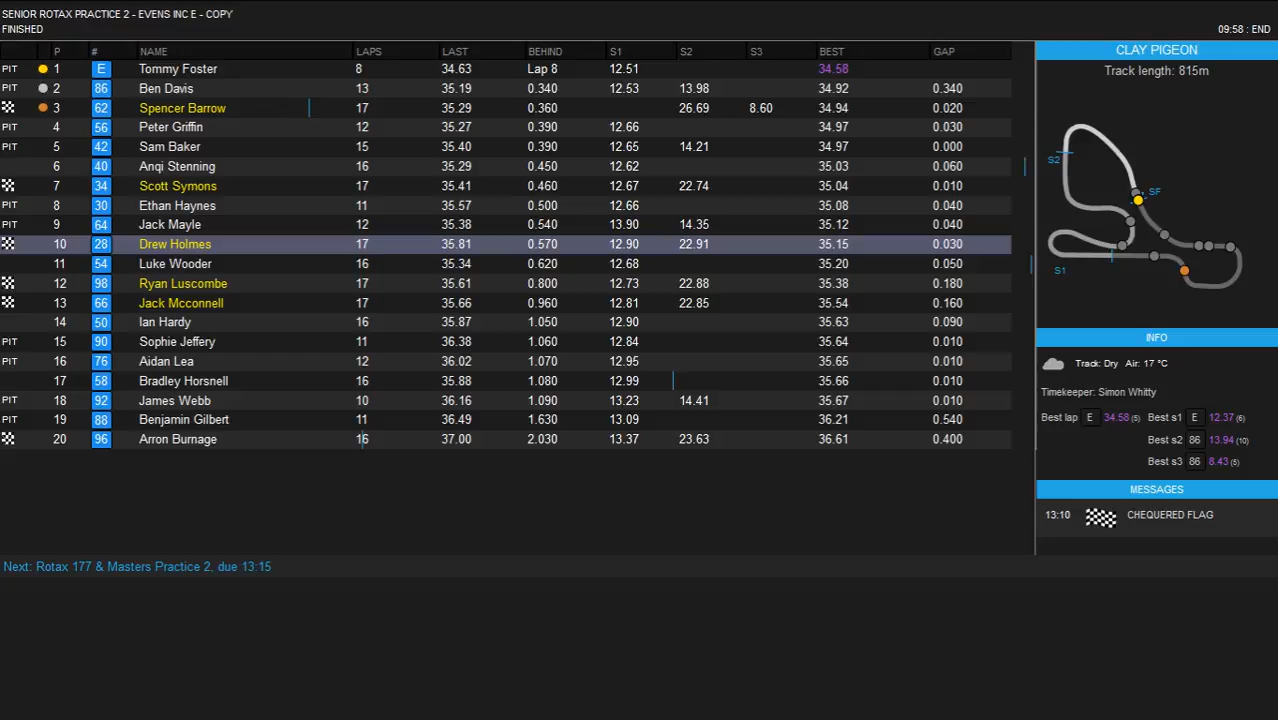 SENIOR ROTAX PRACTICE 2 - EVENS INC E - COPY
FINISHED
09:58 : END
P # NAME LAPS LAST BEHIND S1 S2 S3 BEST GAP
PIT 1 E Tommy Foster 8 34.63 Lap 8 12.51 34.58
PIT 2 86 Ben Davis 13 35.19 0.340 12.53 13.98 34.92 0.340
3 62 Spencer Barrow 17 35.29 0.360 26.69 8.60 34.94 0.020
PIT 4 56 Peter Griffin 12 35.27 0.390 12.66 34.97 0.030
PIT 5 42 Sam Baker 15 35.40 0.390 12.65 14.21 34.97 0.000
6 40 Anqi Stenning 16 35.29 0.450 12.62 35.03 0.060
7 34 Scott Symons 17 35.41 0.460 12.67 22.74 35.04 0.010
PIT 8 30 Ethan Haynes 11 35.57 0.500 12.66 35.08 0.040
PIT 9 64 Jack Mayle 12 35.38 0.540 13.90 14.35 35.12 0.040
10 28 Drew Holmes 17 35.81 0.570 12.90 22.91 35.15 0.030
11 54 Luke Wooder 16 35.34 0.620 12.68 35.20 0.050
12 98 Ryan Luscombe 17 35.61 0.800 12.73 22.88 35.38 0.180
13 66 Jack Mcconnell 17 35.66 0.960 12.81 22.85 35.54 0.160
14 50 Ian Hardy 16 35.87 1.050 12.90 35.63 0.090
PIT 15 90 Sophie Jeffery 11 36.38 1.060 12.84 35.64 0.010
PIT 16 76 Aidan Lea 12 36.02 1.070 12.95 35.65 0.010
17 58 Bradley Horsnell 16 35.88 1.080 12.99 35.66 0.010
PIT 18 92 James Webb 10 36.16 1.090 13.23 14.41 35.67 0.010
PIT 19 88 Benjamin Gilbert 11 36.49 1.630 13.09 36.21 0.540
20 96 Arron Burnage 16 37.00 2.030 13.37 23.63 36.61 0.400
CLAY PIGEON
Track length: 815m
S2
SF
S1
INFO
Track: Dry Air: 17 °C
Timekeeper: Simon Whitty
Best lap E 34.58 (5) Best s1 E 12.37 (6)
Best s2 86 13.94 (10)
Best s3 86 8.43 (5)
MESSAGES
13:10 CHEQUERED FLAG
Next: Rotax 177 & Masters Practice 2, due 13:15